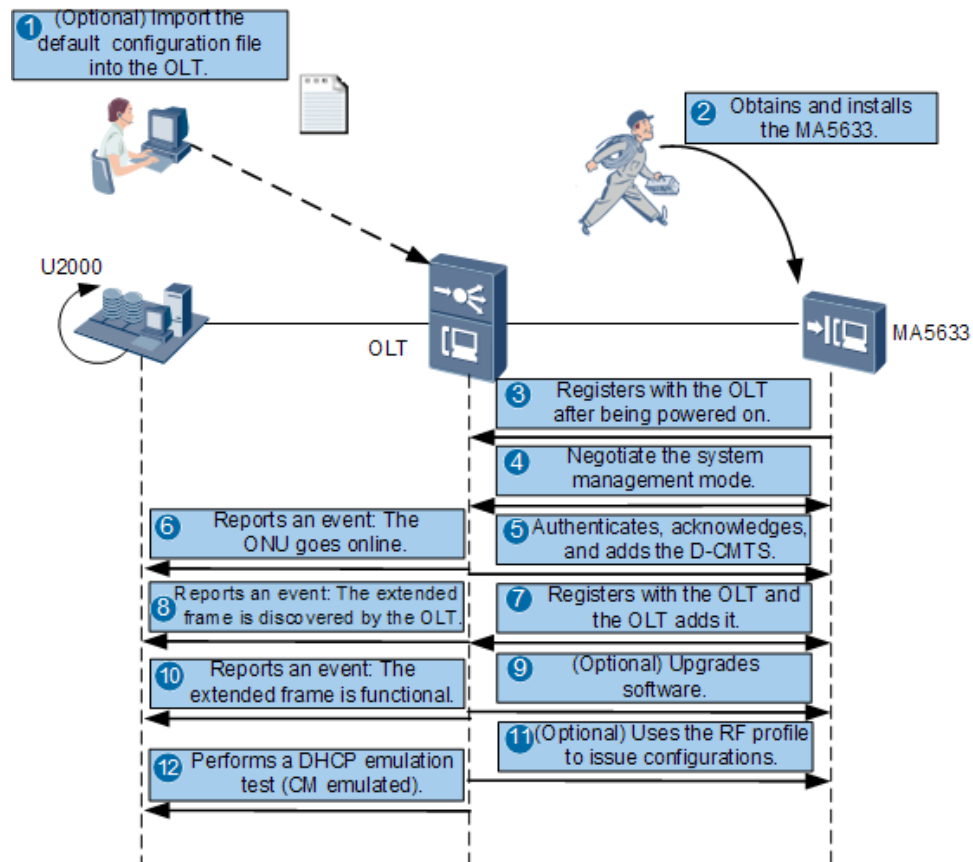 1 (Optional) Import the
default configuration file
into the OLT.
2 Obtains and installs
the MA5633.
U2000
OLT
MA5633
3 Registers with the OLT
after being powered on.
4 Negotiate the system
management mode.
6 Reports an event: The
ONU goes online.
5 Authenticates, acknowledges,
and adds the D-CMTS.
8 Reports an event: The extended
frame is discovered by the OLT.
7 Registers with the OLT and
the OLT adds it.
10 Reports an event: The
extended frame is functional.
9 (Optional) Upgrades
software.
11 (Optional) Uses the RF profile
to issue configurations.
12 Performs a DHCP emulation
test (CM emulated).